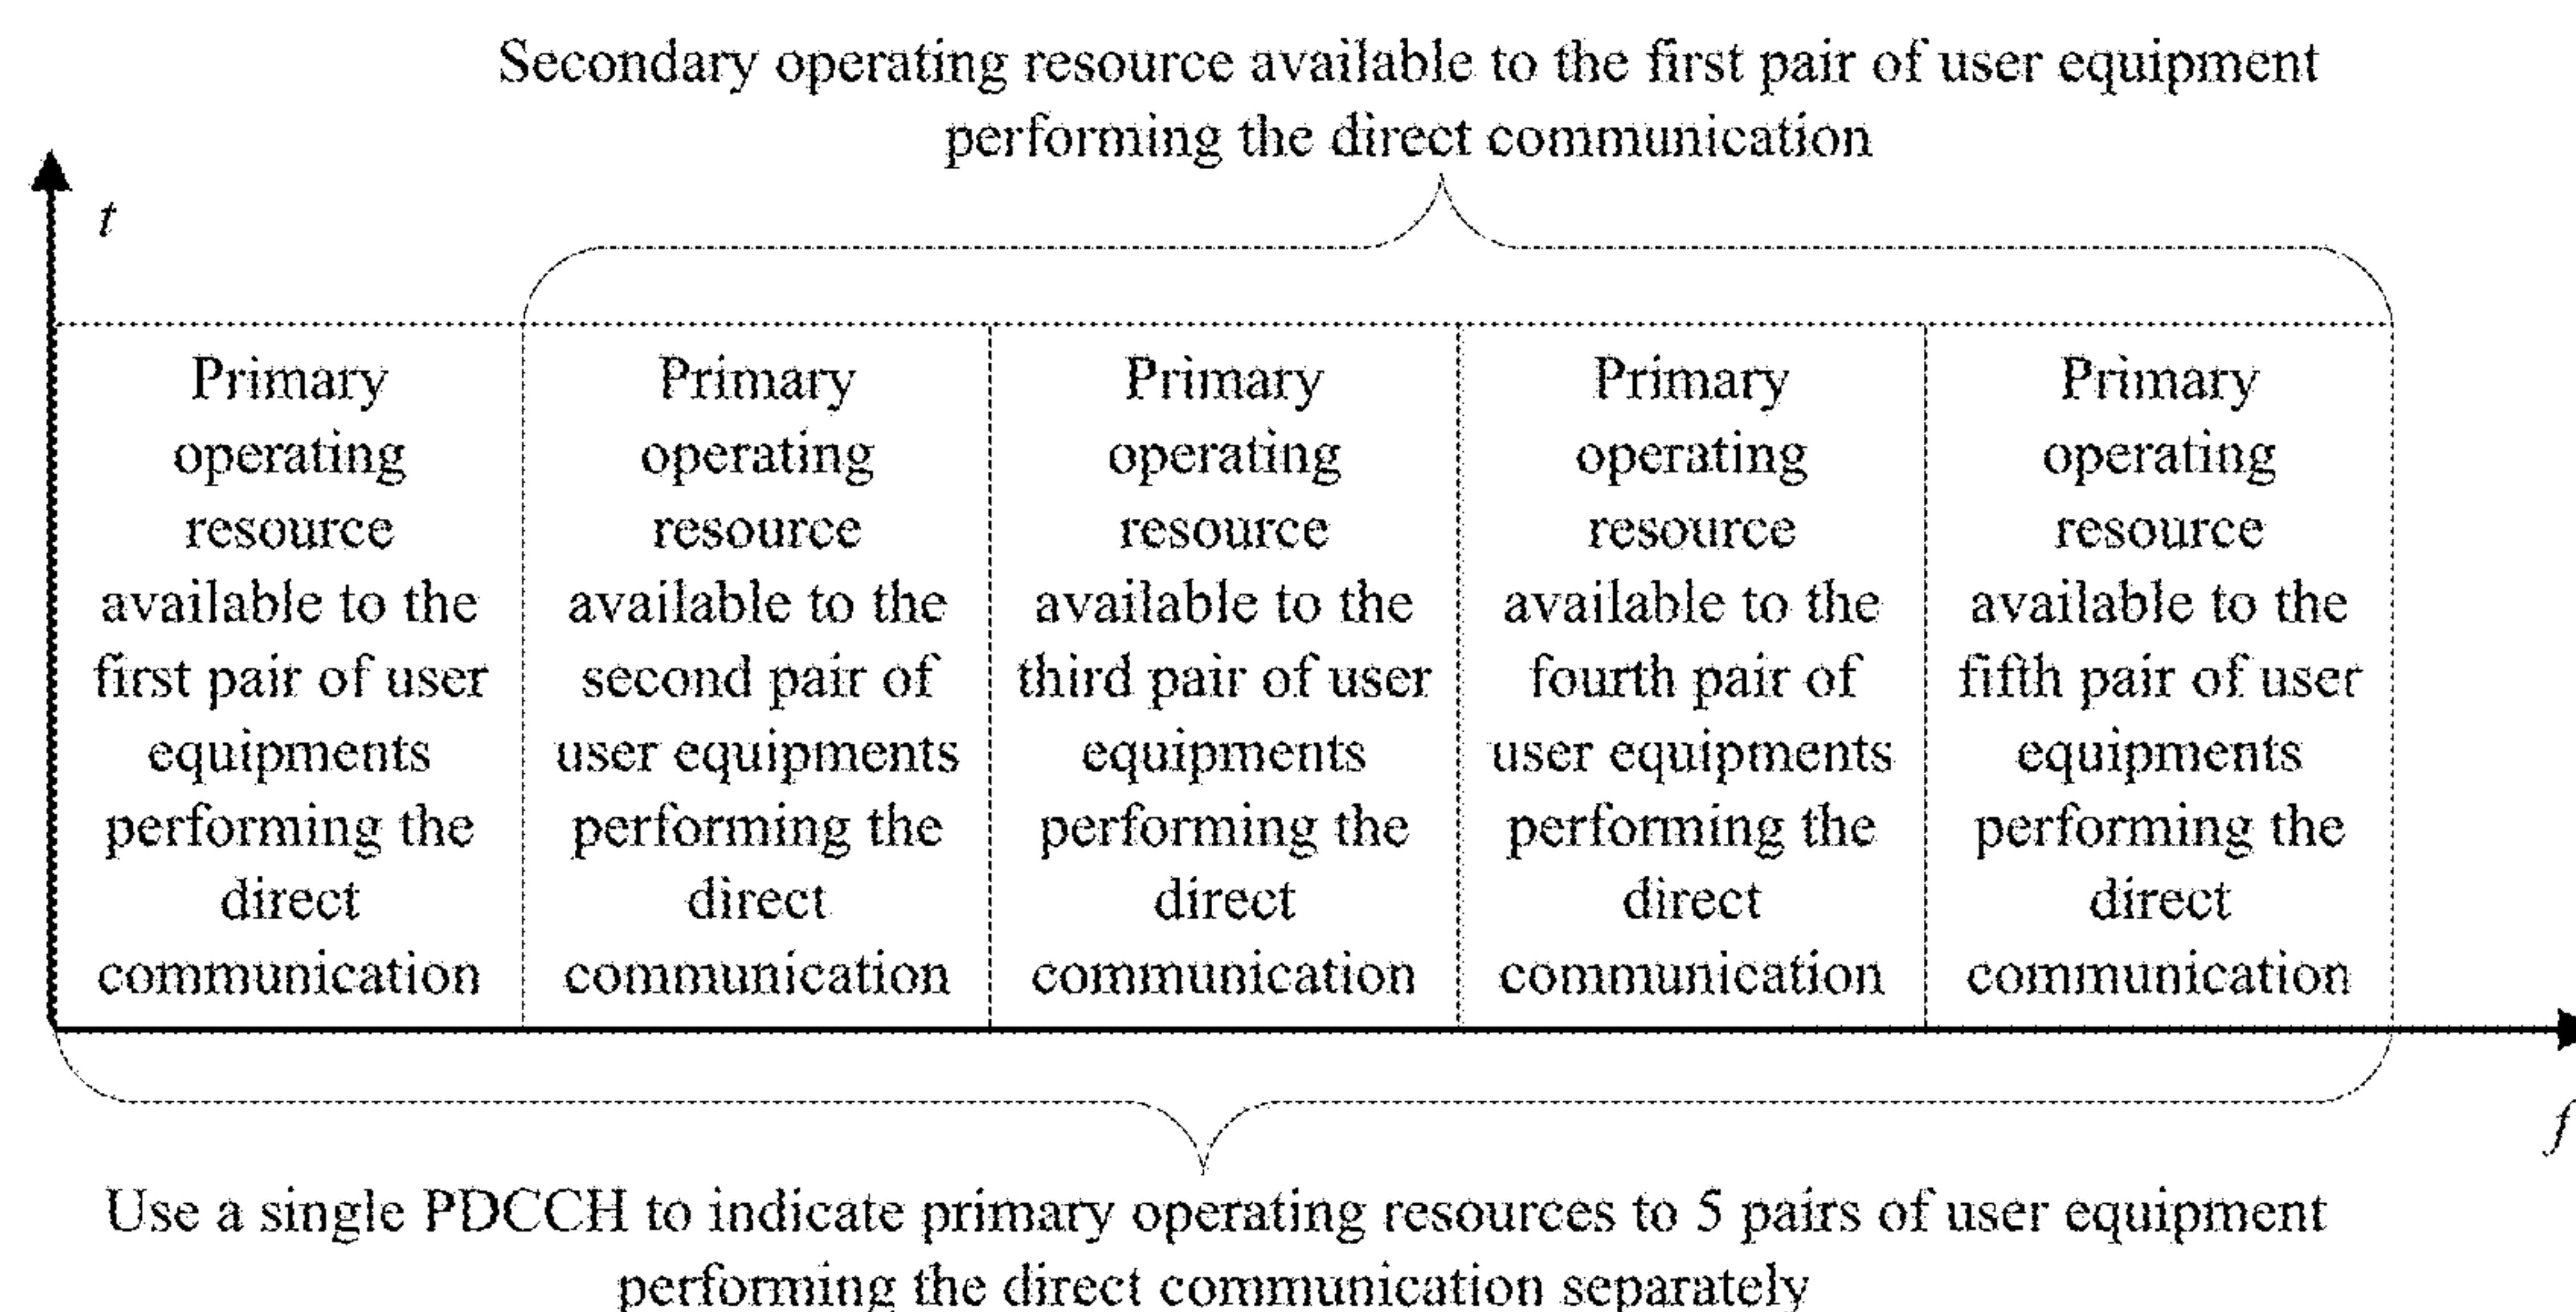 Secondary operating resource available to the first pair of user equipment
performing the direct communication
t
Primary
operating
resource
available to the
first pair of user
equipments
performing the
direct
communication
Primary
operating
resource
available to the
second pair of
user equipments
performing the
direct
communication
Primary
operating
resource
available to the
third pair of user
equipments
performing the
direct
communication
Primary
operating
resource
available to the
fourth pair of
user equipments
performing the
direct
communication
Primary
operating
resource
available to the
fifth pair of user
equipments
performing the
direct
communication
f
Use a single PDCCH to indicate primary operating resources to 5 pairs of user equipment
performing the direct communication separately